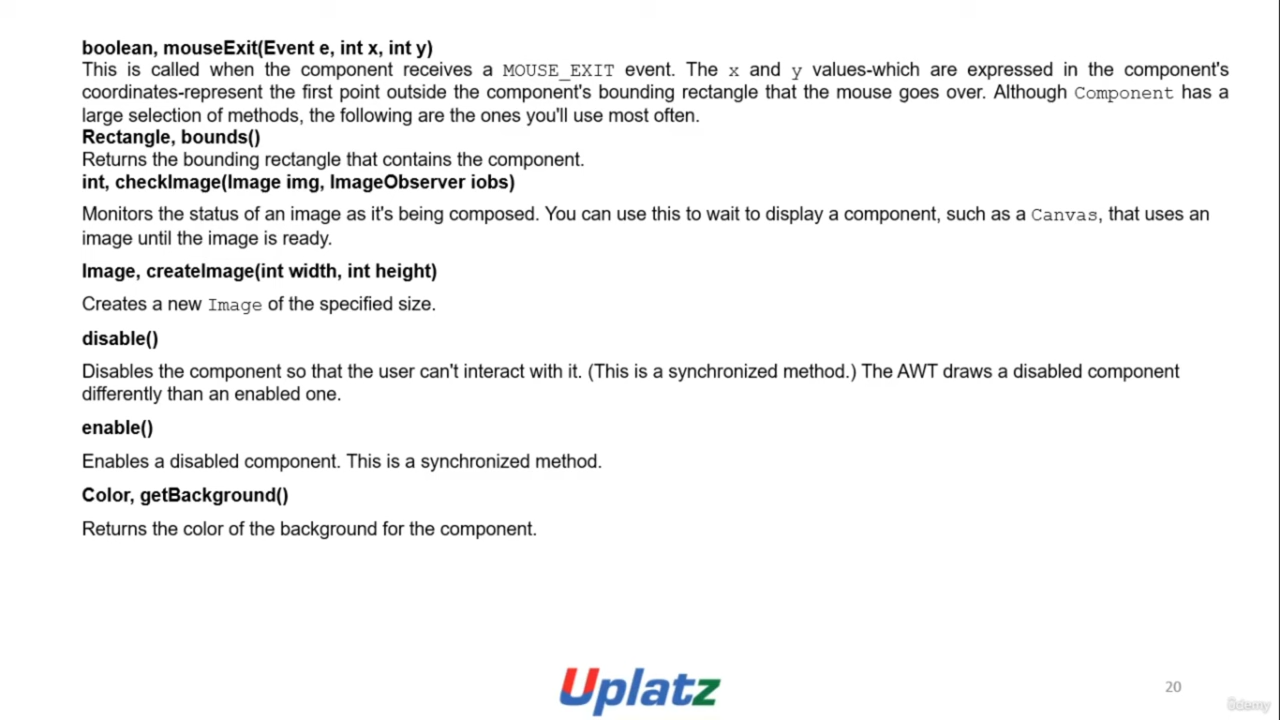 boolean, mouseExit(Event e, int x, int y)
This is called when the component receives a MOUSE_EXIT event. The x and y values-which are expressed in the component's
coordinates-represent the first point outside the component's bounding rectangle that the mouse goes over. Although Component has a
large selection of methods, the following are the ones you'll use most often.
Rectangle, bounds()
Returns the bounding rectangle that contains the component.
int, checkImage(Image img, ImageObserver iobs)
Monitors the status of an image as it's being composed. You can use this to wait to display a component, such as a Canvas, that uses an
image until the image is ready.
Image, createImage(int width, int height)
Creates a new Image of the specified size.
disable()
Disables the component so that the user can't interact with it. (This is a synchronized method.) The AWT draws a disabled component
differently than an enabled one.
enable()
Enables a disabled component. This is a synchronized method.
Color, getBackground()
Returns the color of the background for the component.
Uplatz
20
ûdemy